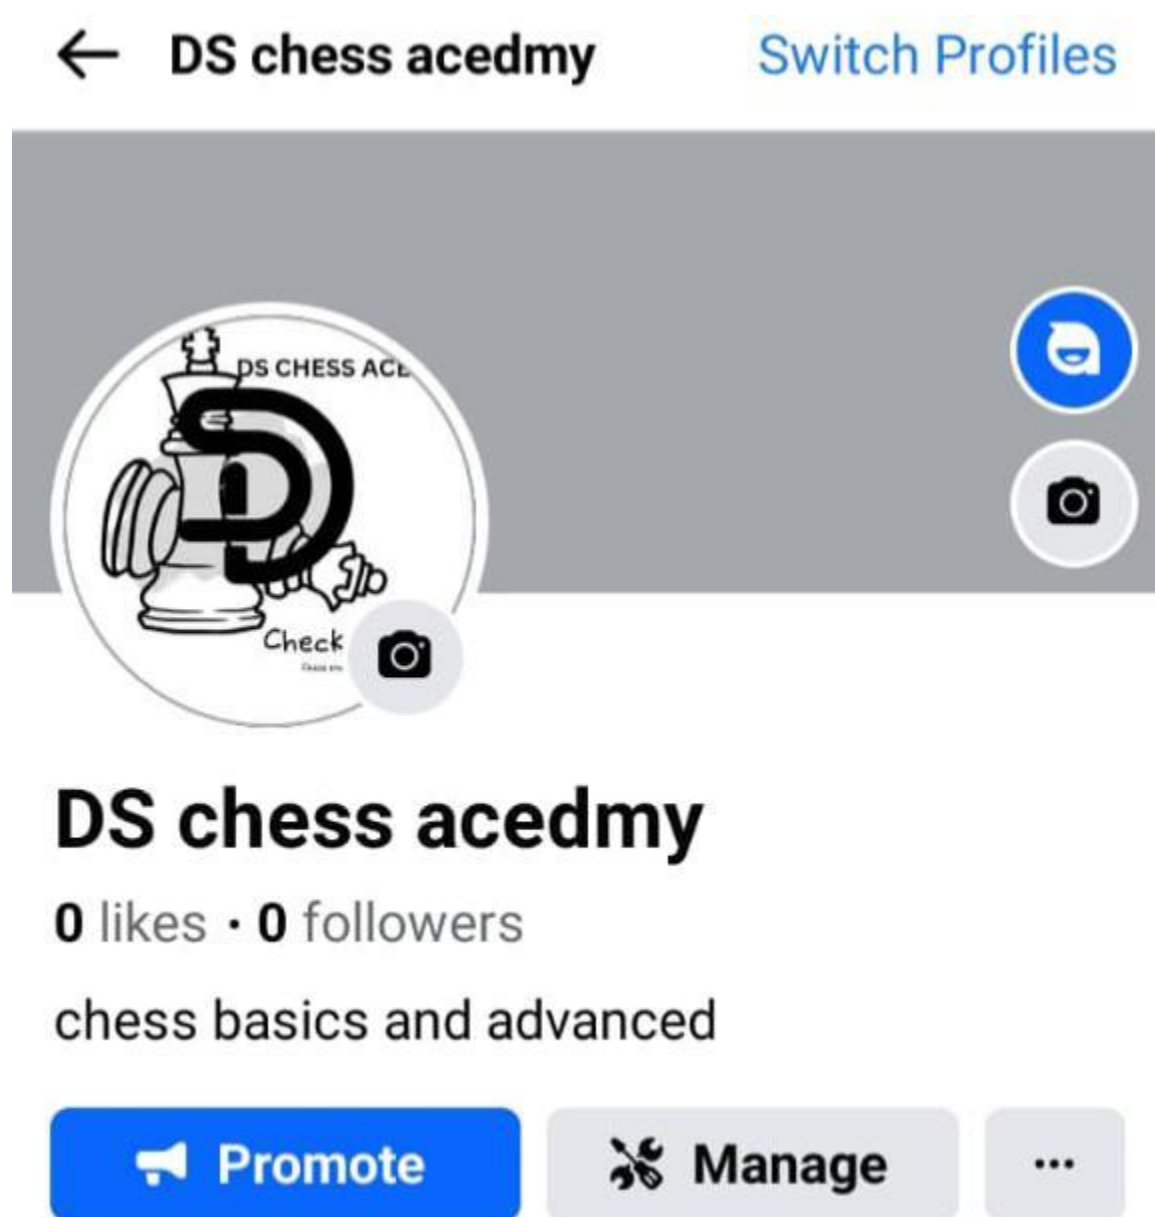 DS chess acedmy
Switch Profiles
DS CHESS ACE
Check
DS chess acedmy
0 likes · 0 followers
chess basics and advanced
Promote
Manage